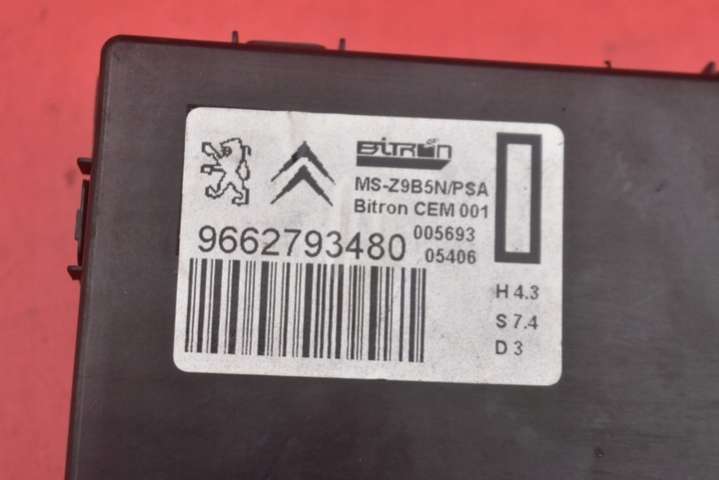 BiTRON
MS-Z9B5N/PSA
Bitron CEM 001
9662793480
005693
05406
H 4.3
S 7.4
D 3